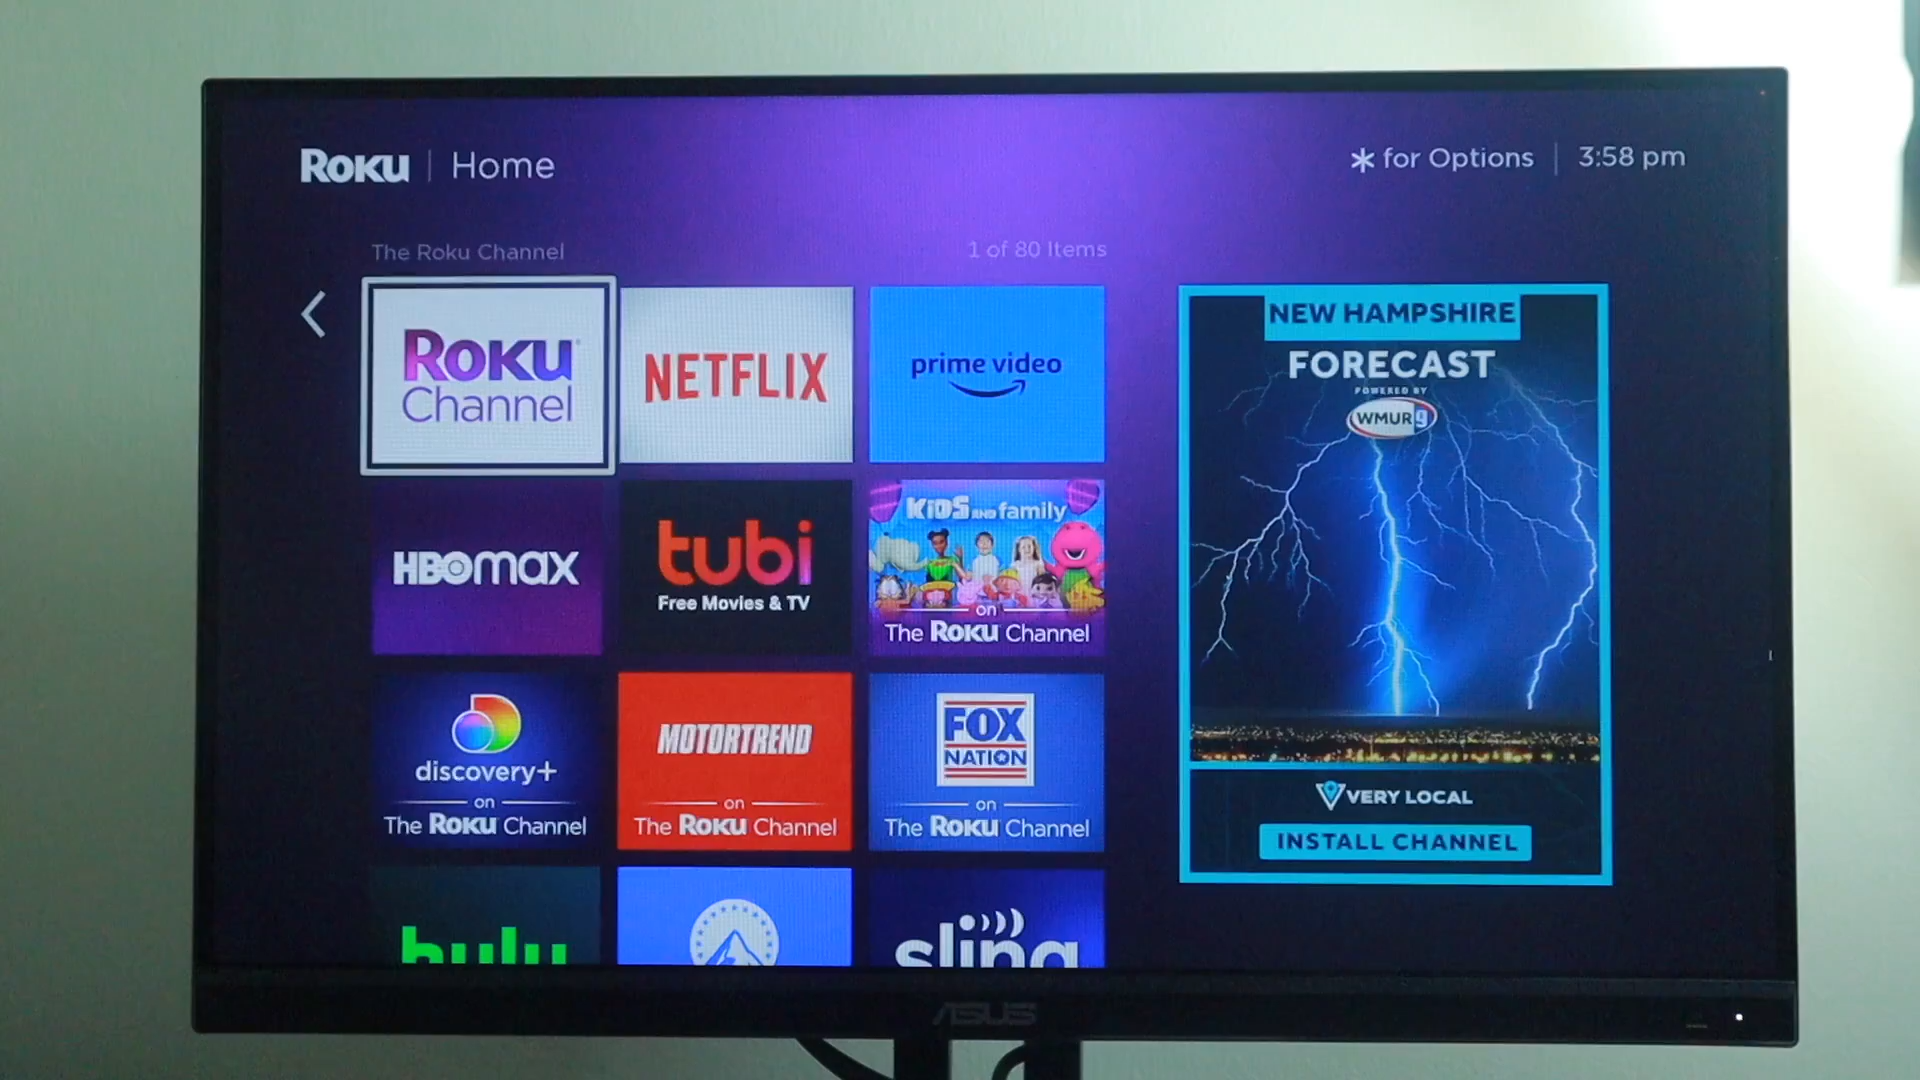 Roku | Home
* for Options | 3:58 pm
The Roku Channel
1 of 80 Items
Roku
Channel
NETFLIX
prime video
HBOmax
tubi
Free Movies & TV
KiDS AND family
on
The Roku Channel
discovery+
on
The Roku Channel
MOTORTREND
on
The Roku Channel
FOX
NATION
on
The Roku Channel
hulu
sling
NEW HAMPSHIRE
FORECAST
POWERED BY
WMUR 9
VERY LOCAL
INSTALL CHANNEL
ASUS